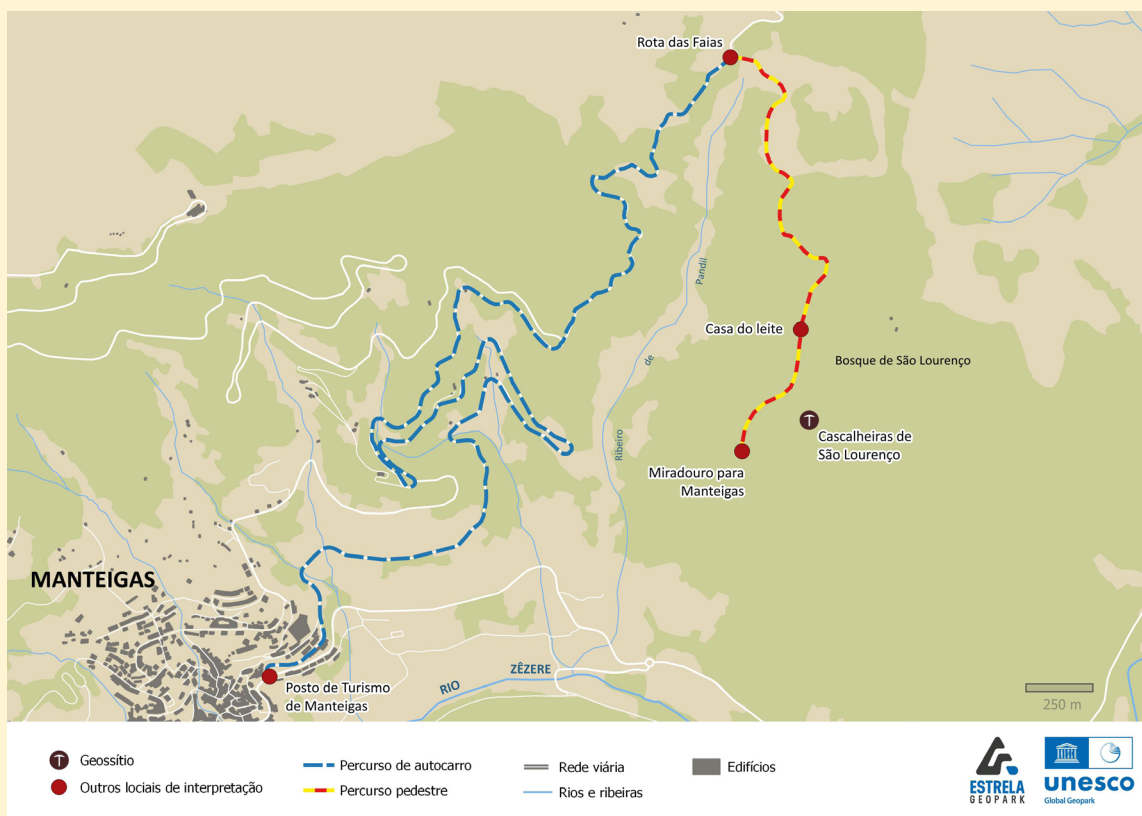 Rota das Faias
Pandil
de
Ribeiro
Casa do leite
Bosque de São Lourenço
Cascalheiras de
São Lourenço
Miradouro para
Manteigas
MANTEIGAS
Posto de Turismo
de Manteigas
RIO
ZÊZERE
250 m
Geossítio
Outros lociais de interpretação
Percurso de autocarro
Percurso pedestre
Rede viária
Rios e ribeiras
Edifícios
ESTRELA
GEOPARK
unesco
Global Geopark